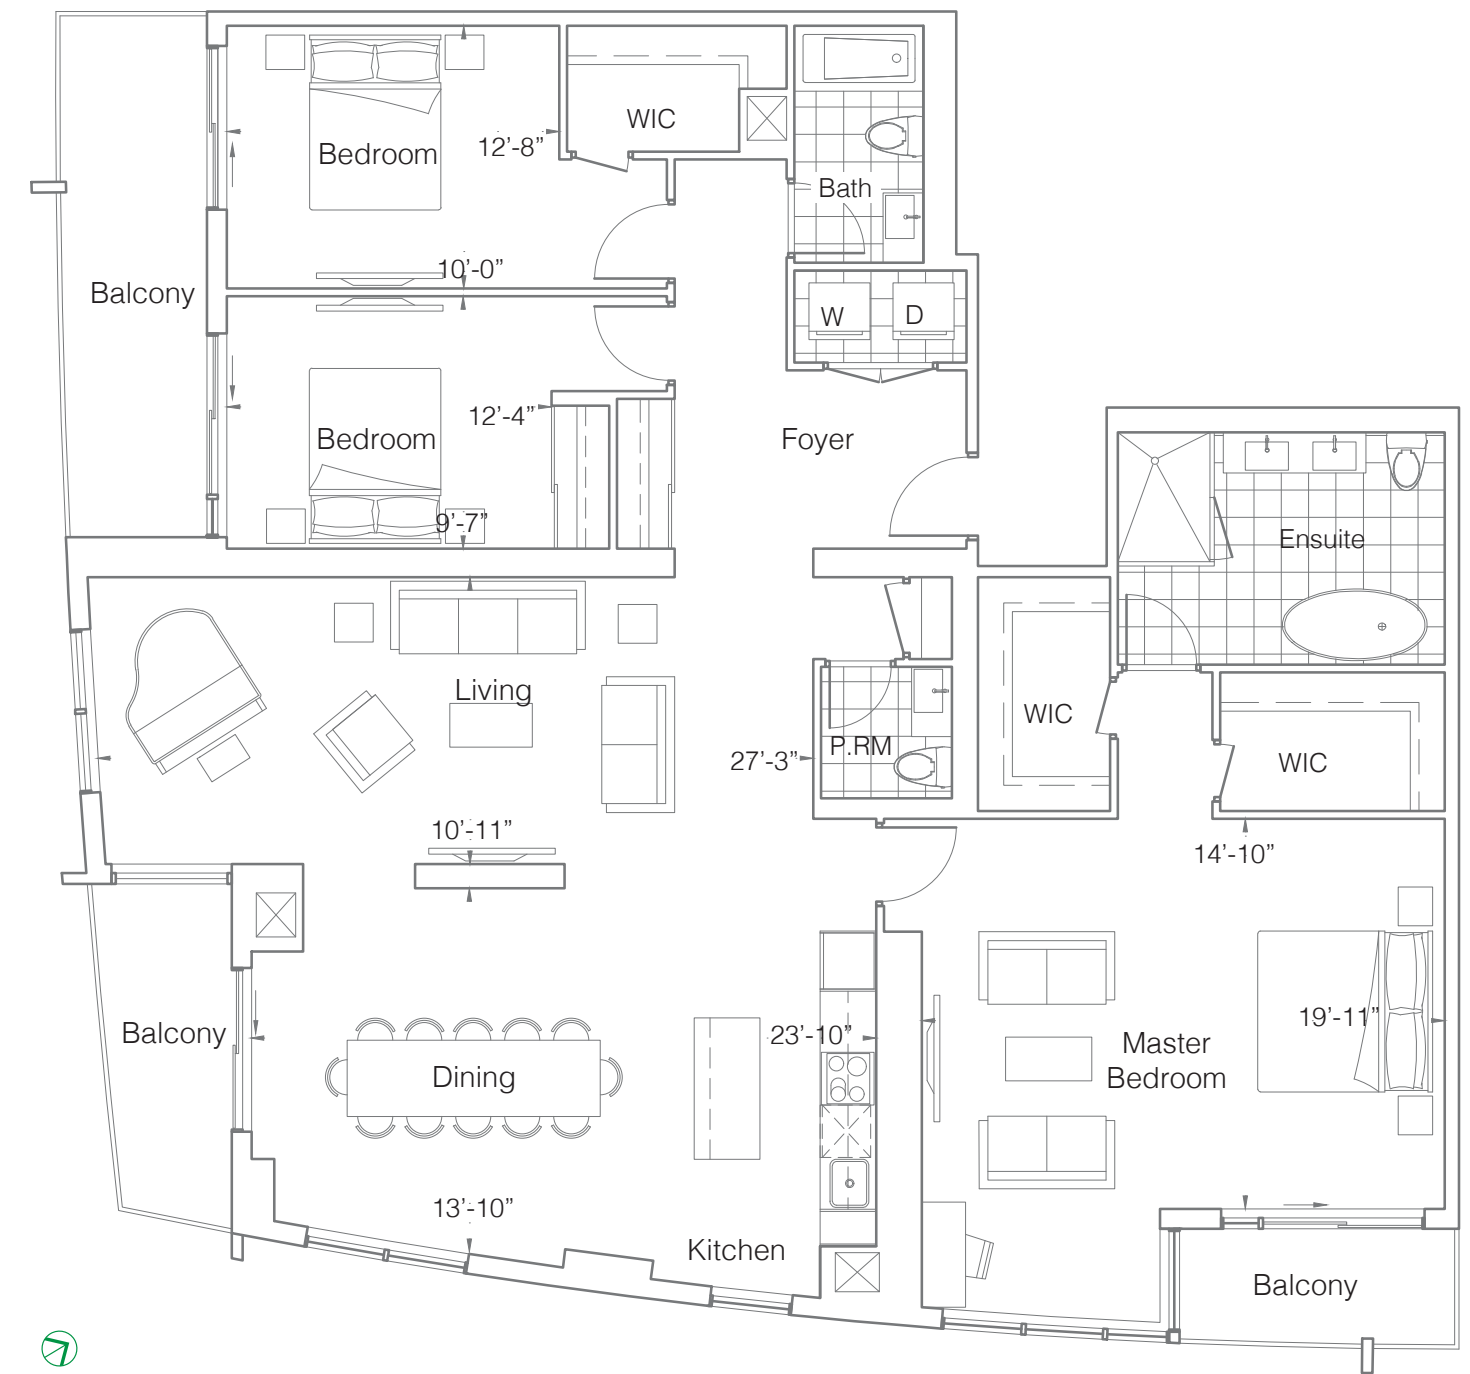 WIC
12’-8”
Bedroom
Bath
10’-0”
Balcony
W
D
12’-4”
Bedroom
Foyer
9’-7”
Ensuite
Living
WIC
P.RM
27’-3”
WIC
10’-11”
14’-10”
19’-11”
Balcony
23’-10”
Master
Bedroom
Dining
13’-10”
Kitchen
Balcony